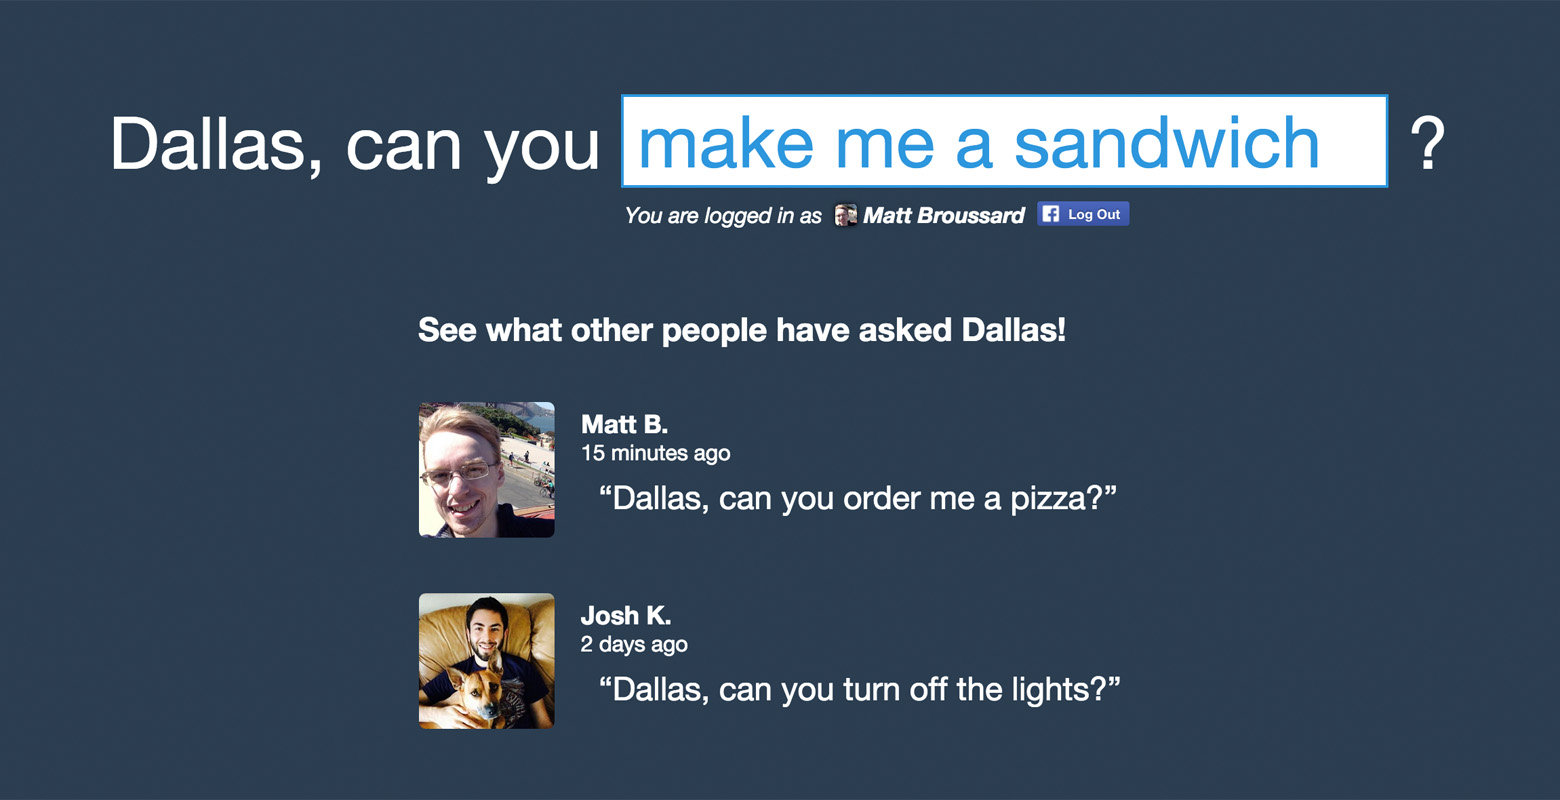 Dallas, can you make me a sandwich ?
You are logged in as Matt Broussard Log Out
See what other people have asked Dallas!
Matt B.
15 minutes ago
“Dallas, can you order me a pizza?”
Josh K.
2 days ago
“Dallas, can you turn off the lights?”